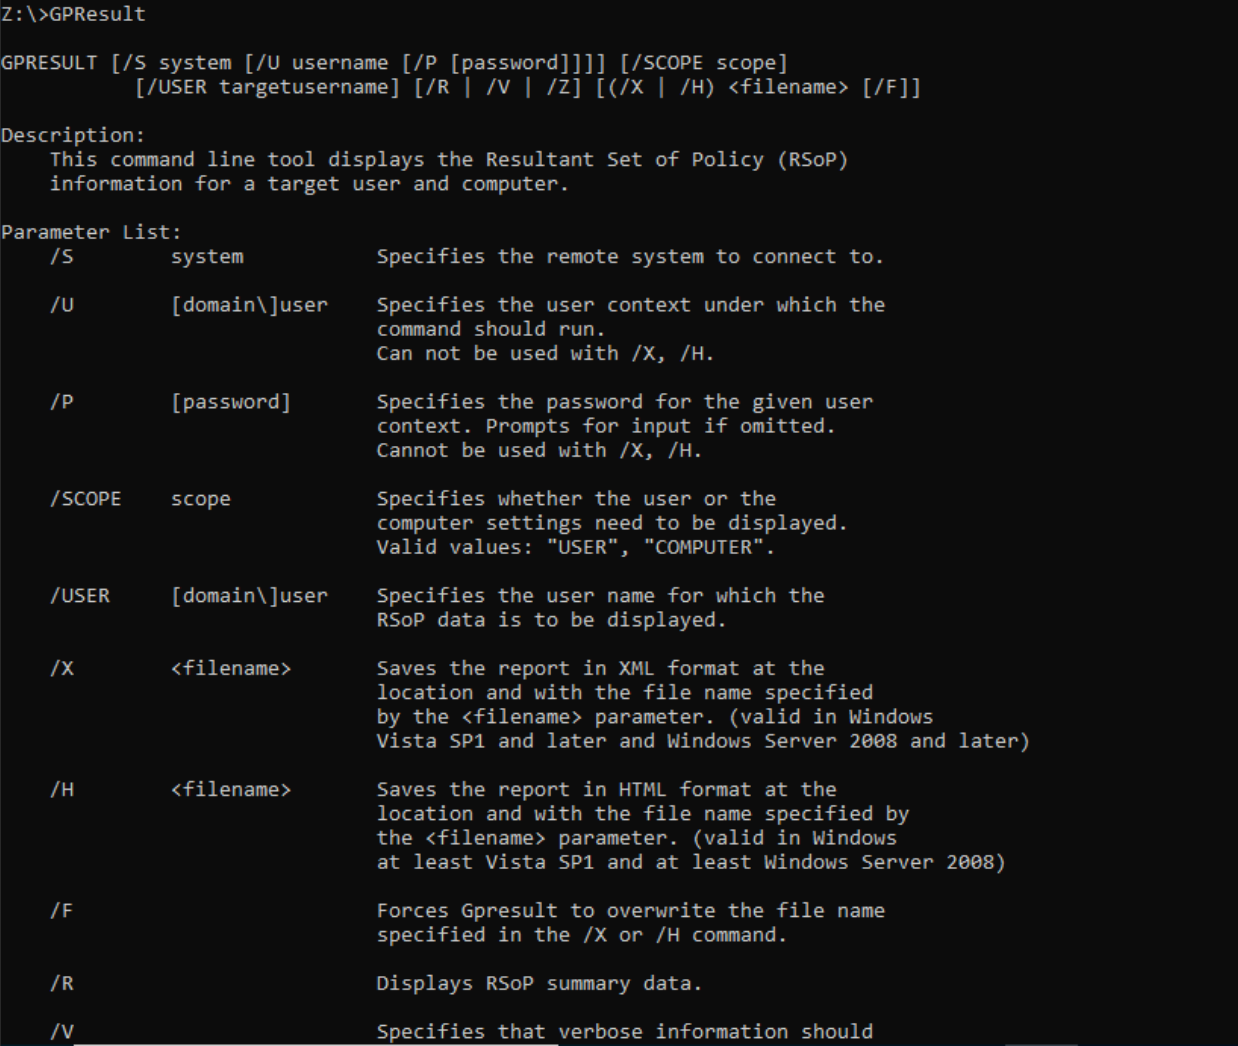 Z:\>GPResult
GPRESULT [/S system [/U username [/P [password]]]] [/SCOPE scope]
[/USER targetusername] [/R | /V | /Z] [(/X | /H) <filename> [/F]]
Description:
This command line tool displays the Resultant Set of Policy (RSoP)
information for a target user and computer.
Parameter List:
/S system Specifies the remote system to connect to.
/U [domain\]user Specifies the user context under which the
command should run.
Can not be used with /X, /H.
/P [password] Specifies the password for the given user
context. Prompts for input if omitted.
Cannot be used with /X, /H.
/SCOPE scope Specifies whether the user or the
computer settings need to be displayed.
Valid values: "USER", "COMPUTER".
/USER [domain\]user Specifies the user name for which the
RSoP data is to be displayed.
/X <filename> Saves the report in XML format at the
location and with the file name specified
by the <filename> parameter. (valid in Windows
Vista SP1 and later and Windows Server 2008 and later)
/H <filename> Saves the report in HTML format at the
location and with the file name specified by
the <filename> parameter. (valid in Windows
at least Vista SP1 and at least Windows Server 2008)
/F Forces Gpresult to overwrite the file name
specified in the /X or /H command.
/R Displays RSoP summary data.
/V Specifies that verbose information should